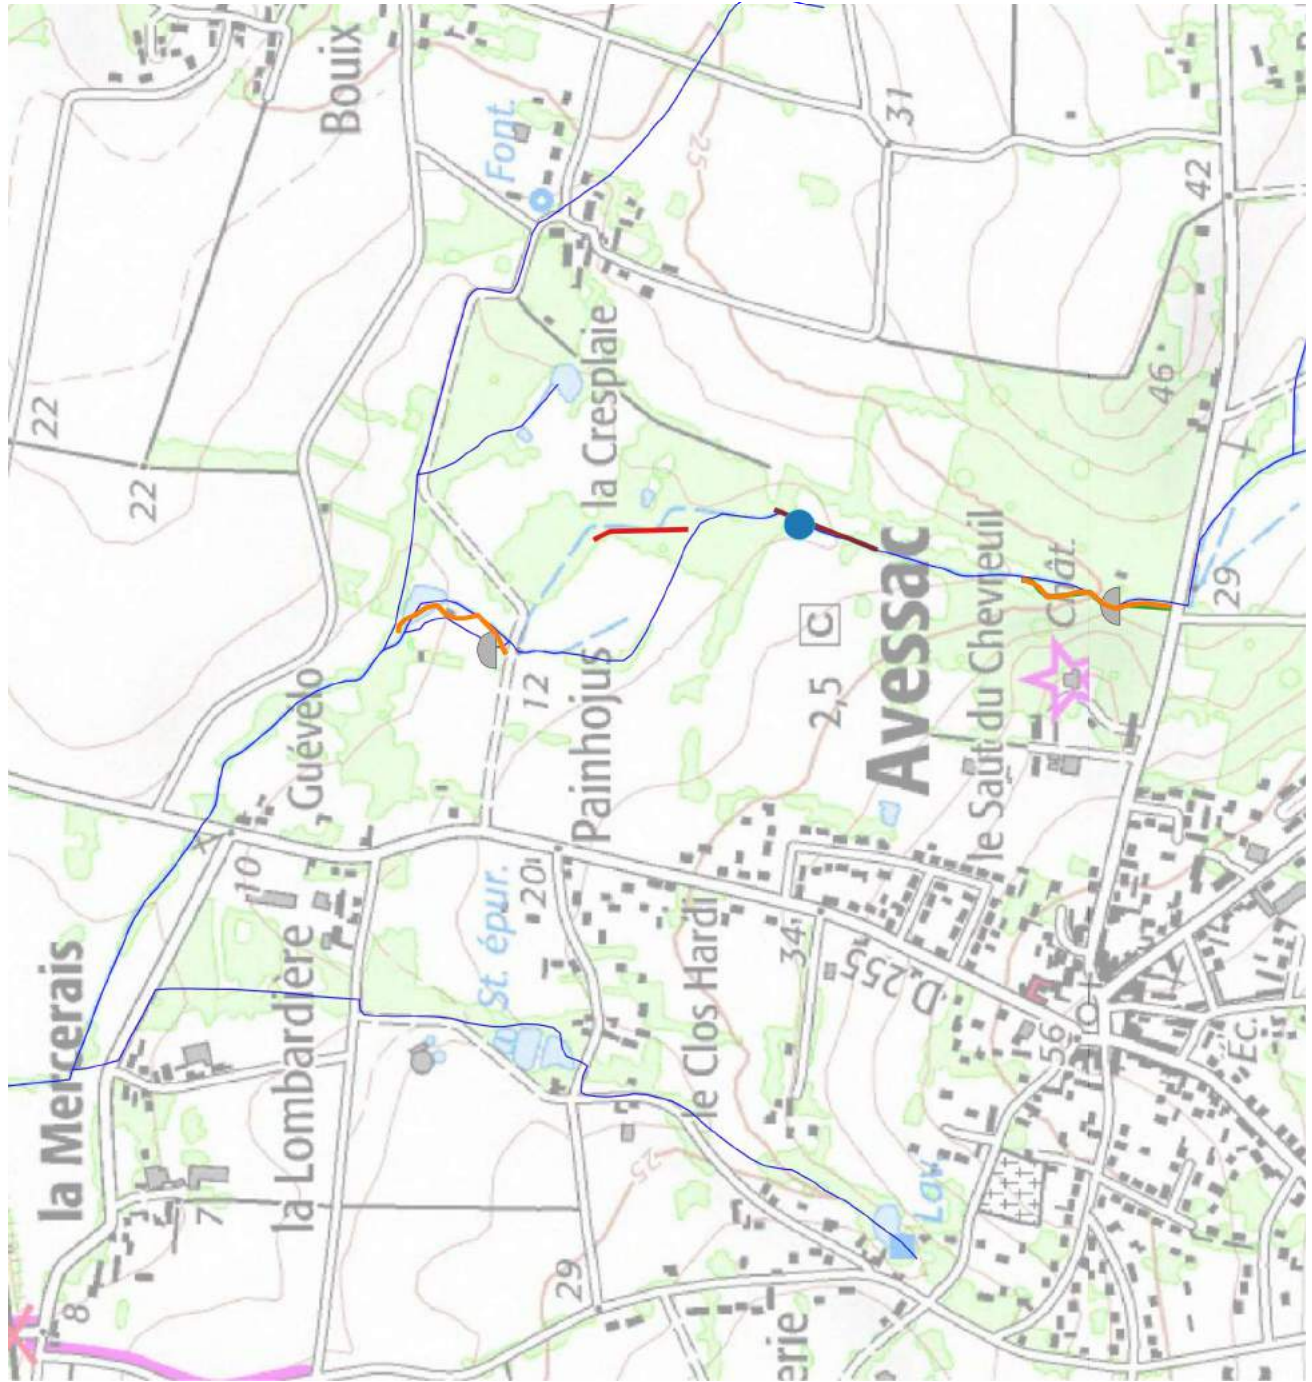 Bouix
Font.
31
25
42
22
22
la Cresplaie
46
29
Chât.
le Saut du Chevreuil
Avessac
C
2,5
Painhojus
12
Guévelo
10
20
St. épur.
la Lombardière
la Mercerais
le Clos Hardi
34
D 255
56
Éc.
25
Lav.
7
8
29
erie